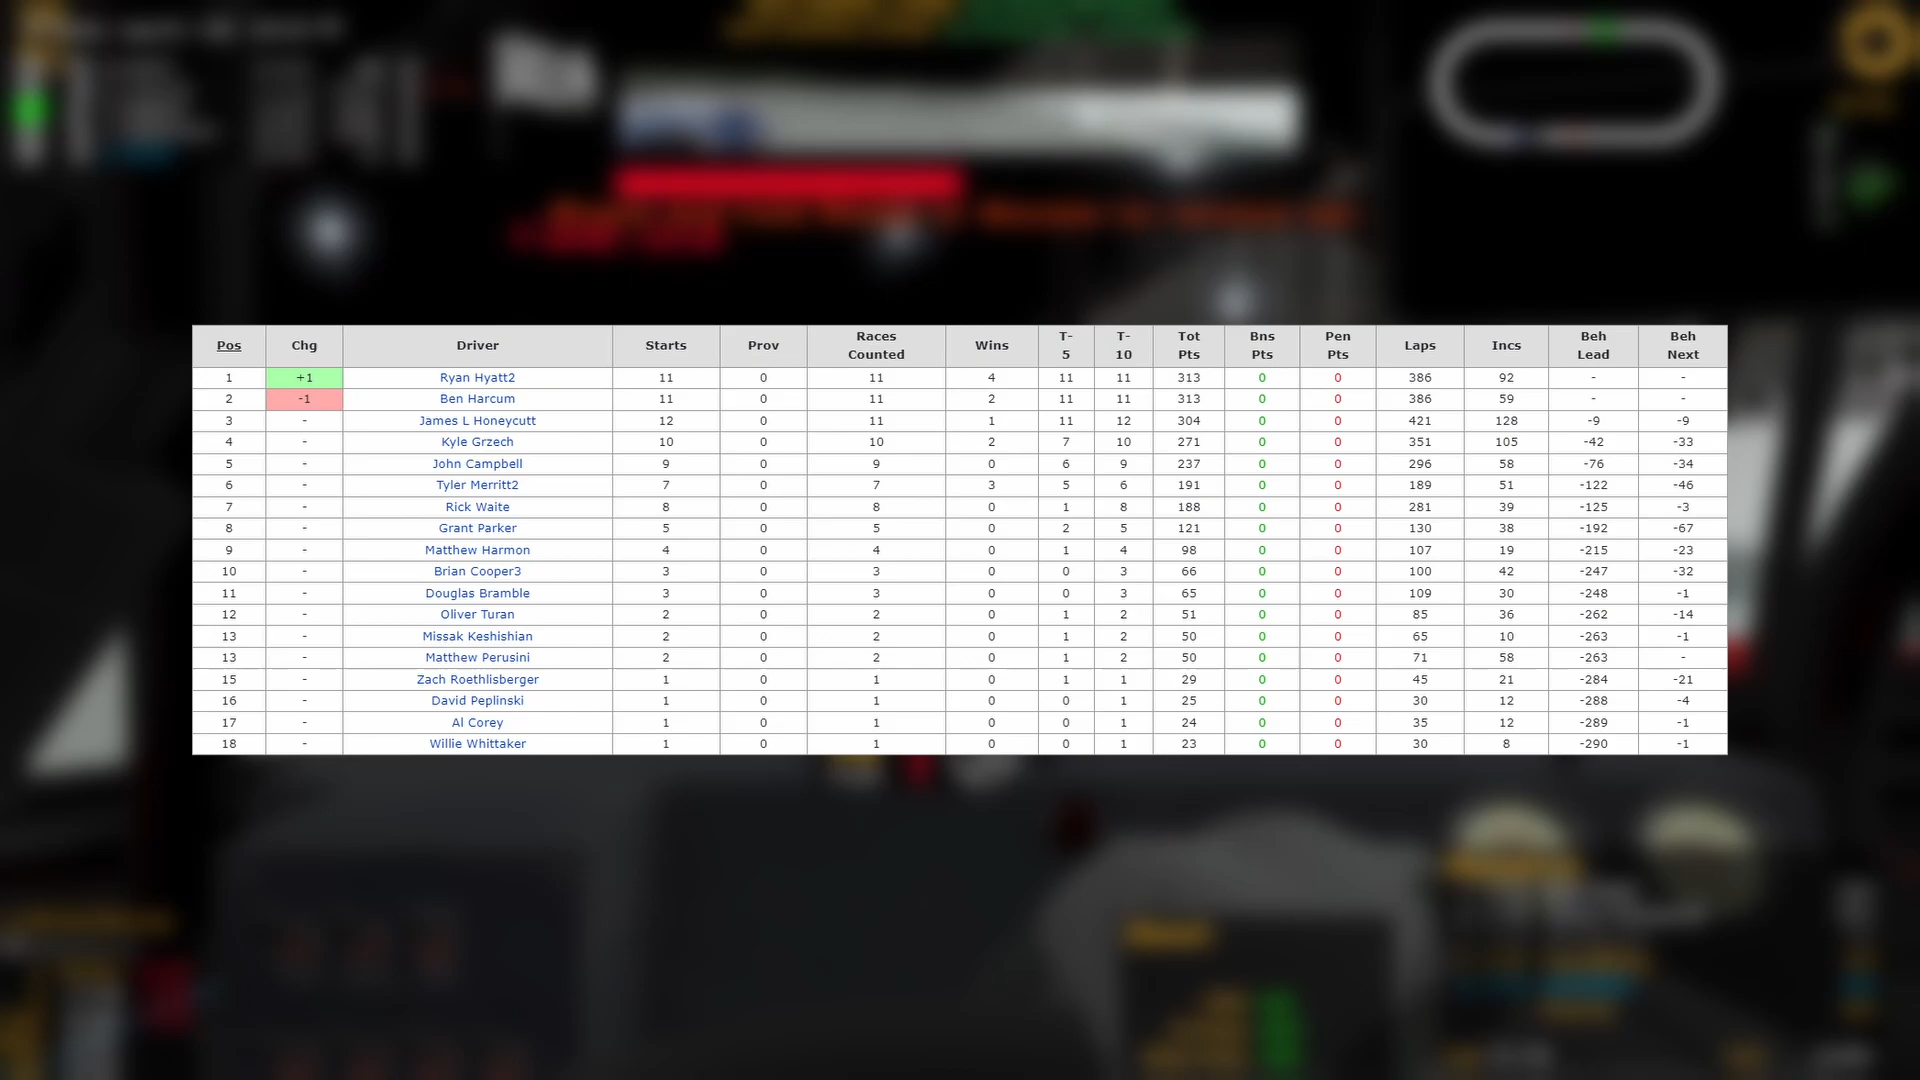 Pos Chg Driver Starts Prov Races Counted Wins T-5 T-10 Tot Pts Bns Pts Pen Pts Laps Incs Beh Lead Beh Next
1 +1 Ryan Hyatt2 11 0 11 4 11 11 313 0 0 386 92 - -
2 -1 Ben Harcum 11 0 11 2 11 11 313 0 0 386 59 - -
3 - James L Honeycutt 12 0 11 1 11 12 304 0 0 421 128 -9 -9
4 - Kyle Grzech 10 0 10 2 7 10 271 0 0 351 105 -42 -33
5 - John Campbell 9 0 9 0 6 9 237 0 0 296 58 -76 -34
6 - Tyler Merritt2 7 0 7 3 5 6 191 0 0 189 51 -122 -46
7 - Rick Waite 8 0 8 0 1 8 188 0 0 281 39 -125 -3
8 - Grant Parker 5 0 5 0 2 5 121 0 0 130 38 -192 -67
9 - Matthew Harmon 4 0 4 0 1 4 98 0 0 107 19 -215 -23
10 - Brian Cooper3 3 0 3 0 0 3 66 0 0 100 42 -247 -32
11 - Douglas Bramble 3 0 3 0 0 3 65 0 0 109 30 -248 -1
12 - Oliver Turan 2 0 2 0 1 2 51 0 0 85 36 -262 -14
13 - Missak Keshishian 2 0 2 0 1 2 50 0 0 65 10 -263 -1
13 - Matthew Perusini 2 0 2 0 1 2 50 0 0 71 58 -263 -
15 - Zach Roethlisberger 1 0 1 0 1 1 29 0 0 45 21 -284 -21
16 - David Peplinski 1 0 1 0 0 1 25 0 0 30 12 -288 -4
17 - Al Corey 1 0 1 0 0 1 24 0 0 35 12 -289 -1
18 - Willie Whittaker 1 0 1 0 0 1 23 0 0 30 8 -290 -1